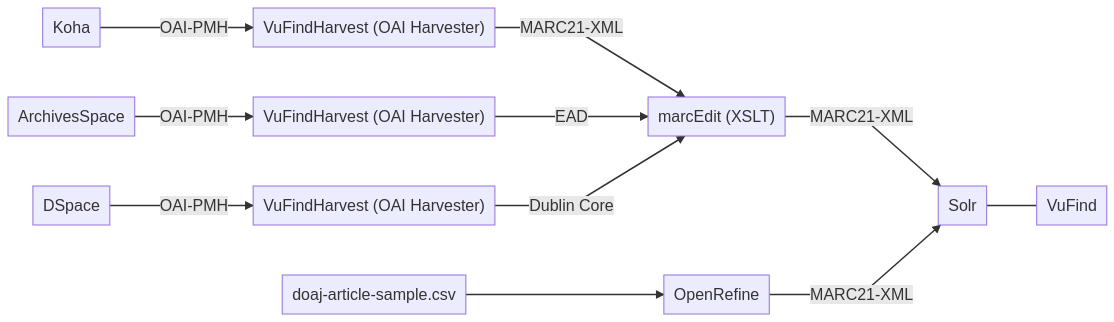 Koha
OAI-PMH
VuFindHarvest (OAI Harvester)
MARC21-XML
ArchivesSpace
OAI-PMH
VuFindHarvest (OAI Harvester)
EAD
marcEdit (XSLT)
MARC21-XML
DSpace
OAI-PMH
VuFindHarvest (OAI Harvester)
Dublin Core
Solr
VuFind
doaj-article-sample.csv
OpenRefine
MARC21-XML